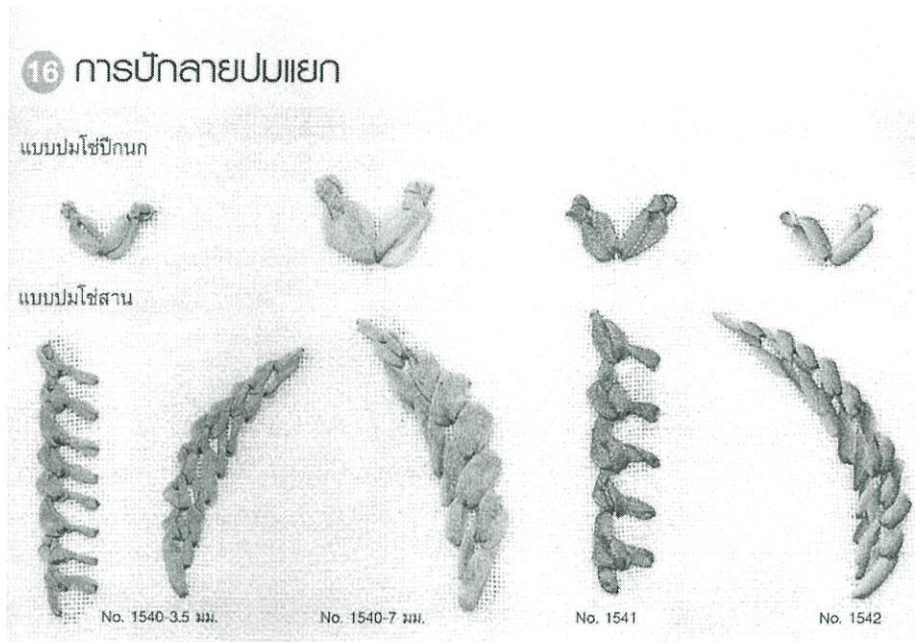 16 การปักลายปมแยก
แบบปมโซ่ปีกนก
แบบปมโซ่สาน
No. 1540-3.5 มม. No. 1540-7 มม. No. 1541 No. 1542